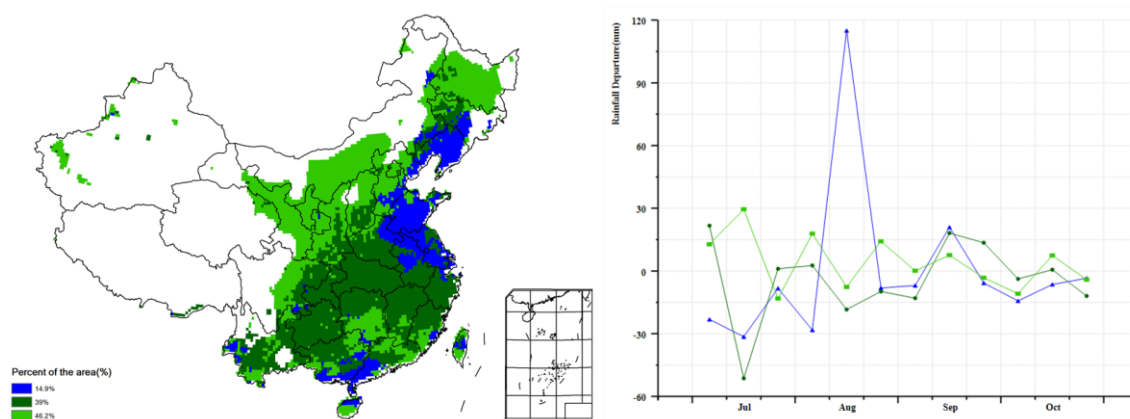 Percent of the area(%)
14.9%
39%
46.2%
Rainfall Departure(mm)
120
90
60
30
0
-30
-60
Jul
Aug
Sep
Oct